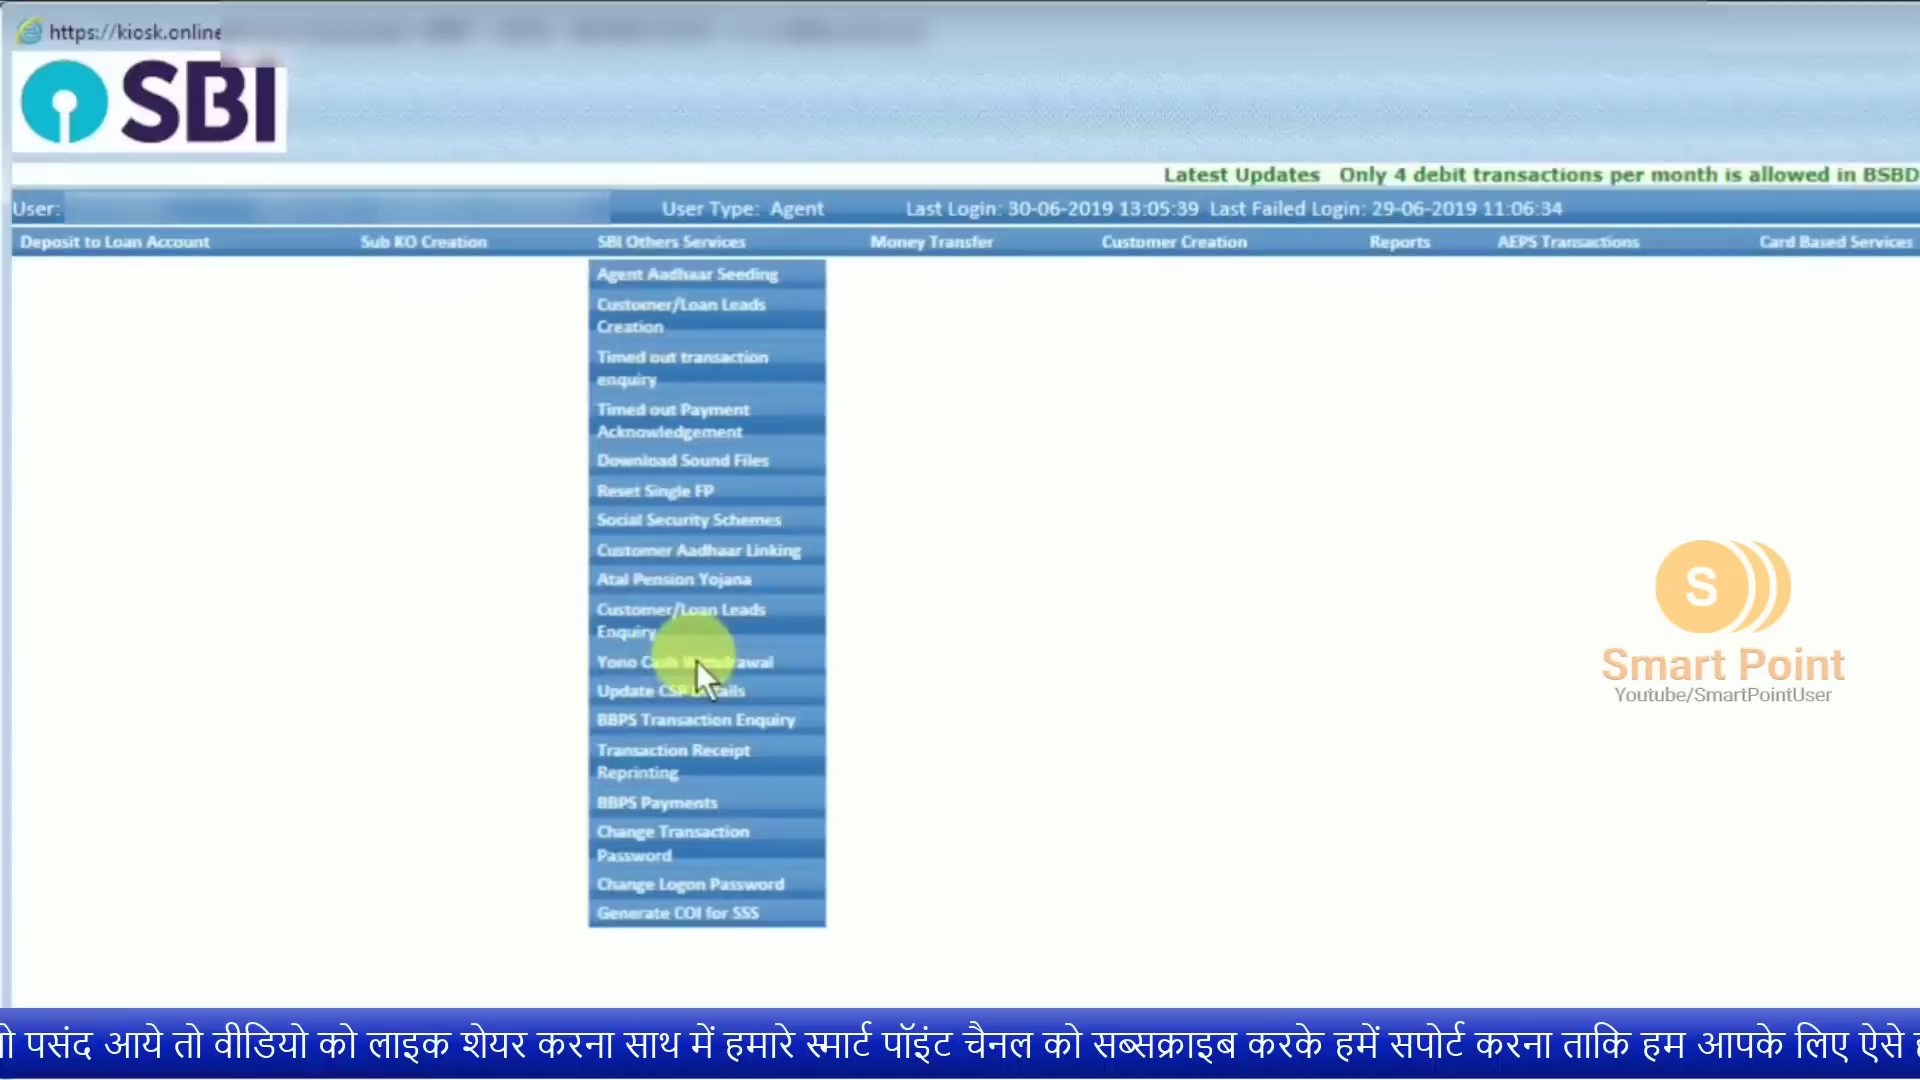 https://kiosk.online
SBI
Latest Updates Only 4 debit transactions per month is allowed in BSBD
User:
User Type: Agent
Last Login: 30-06-2019 13:05:39 Last Failed Login: 29-06-2019 11:06:34
Deposit to Loan Account
Sub KO Creation
SBI Others Services
Money Transfer
Customer Creation
Reports
AEPS Transactions
Card Based Services
Agent Aadhaar Seeding
Customer/Loan Leads
Creation
Timed out transaction
enquiry
Timed out Payment
Acknowledgement
Download Sound Files
Reset Single FP
Social Security Schemes
Customer Aadhaar Linking
Atal Pension Yojana
Customer/Loan Leads
Enquiry
Yono Cash Withdrawal
Update CSP Details
BBPS Transaction Enquiry
Transaction Receipt
Reprinting
BBPS Payments
Change Transaction
Password
Change Logon Password
Generate COI for SSS
S
Smart Point
Youtube/SmartPointUser
पसंद आये तो वीडियो को लाइक शेयर करना साथ में हमारे स्मार्ट पॉइंट चैनल को सब्सक्राइब करके हमें सपोर्ट करना ताकि हम आपके लिए ऐसे